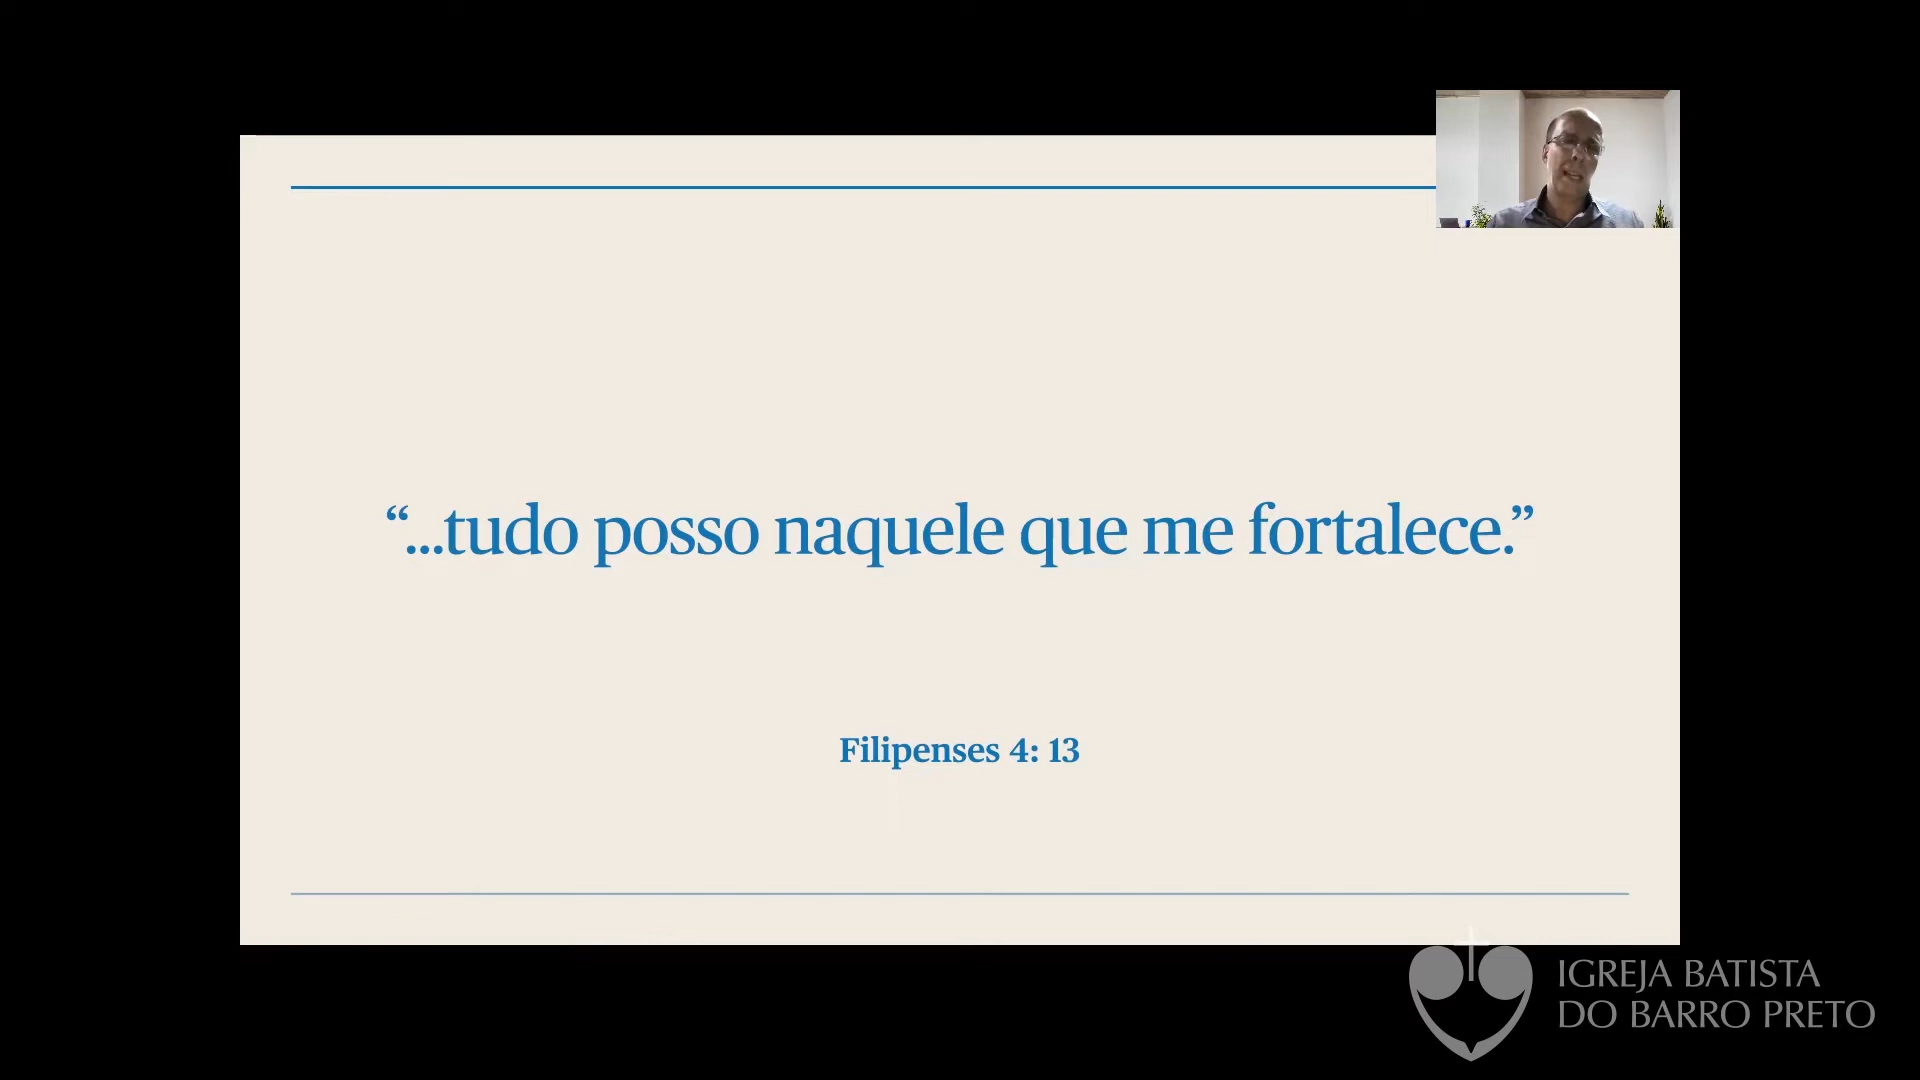 “...tudo posso naquele que me fortalece.”
Filipenses 4: 13
IGREJA BATISTA
DO BARRO PRETO